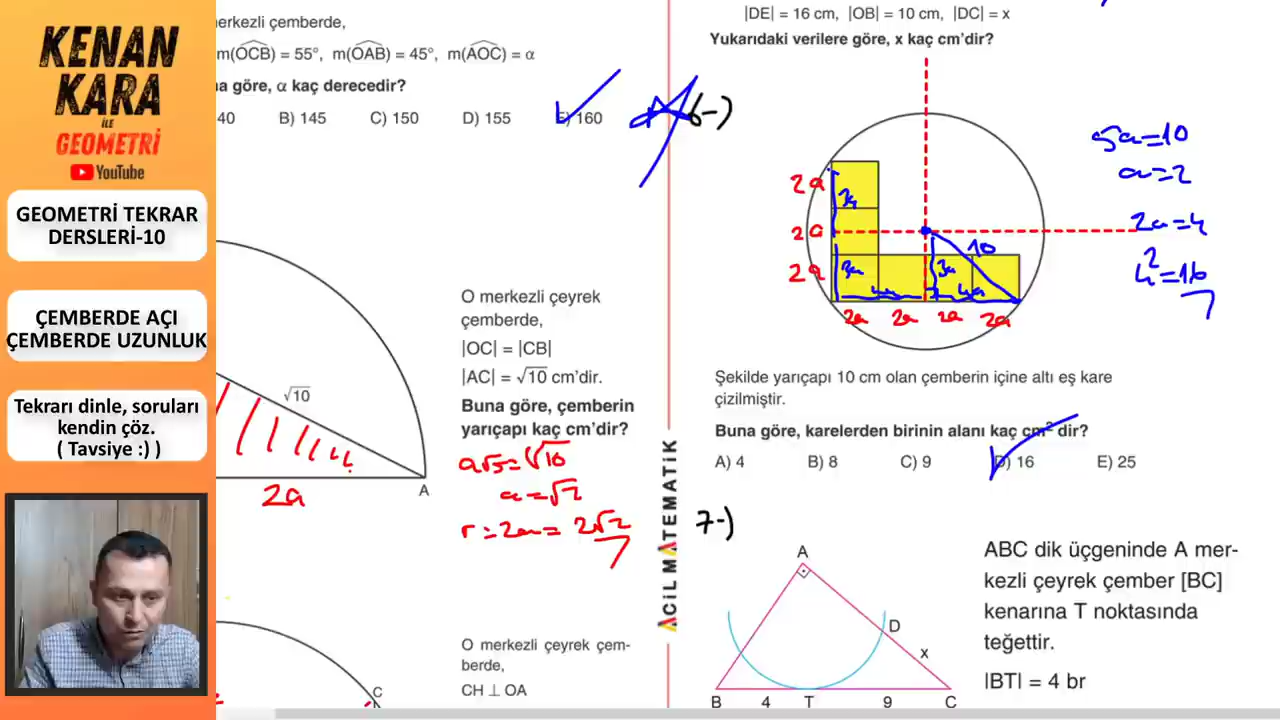 KENAN
KARA
İLE
GEOMETRİ
YouTube
GEOMETRİ TEKRAR
DERSLERİ-10
ÇEMBERDE AÇI
ÇEMBERDE UZUNLUK
Tekrarı dinle, soruları
kendin çöz.
( Tavsiye :) )
merkezli çemberde,
m(OCB) = 55°, m(OAB) = 45°, m(AOC) = α
na göre, α kaç derecedir?
40 B) 145 C) 150 D) 155 E) 160
√10
2a
A
O merkezli çeyrek
çemberde,
|OC| = |CB|
|AC| = √10 cm'dir.
Buna göre, çemberin
yarıçapı kaç cm'dir?
a√5=√10
a=√2
r=2a=2√2
O merkezli çeyrek çem-
berde,
CH ⊥ OA
C
ACİL MATEMATİK
|DE| = 16 cm, |OB| = 10 cm, |DC| = x
Yukarıdaki verilere göre, x kaç cm'dir?
6-)
2a
2a
2a
3a
3a
3a
10
4a
4a
2a 2a 2a 2a
5a=10
a=2
2a=4
4²=16
Şekilde yarıçapı 10 cm olan çemberin içine altı eş kare
çizilmiştir.
Buna göre, karelerden birinin alanı kaç cm² dir?
A) 4 B) 8 C) 9 D) 16 E) 25
7-)
A
D
x
B 4 T 9 C
ABC dik üçgeninde A mer-
kezli çeyrek çember [BC]
kenarına T noktasında
teğettir.
|BT| = 4 br